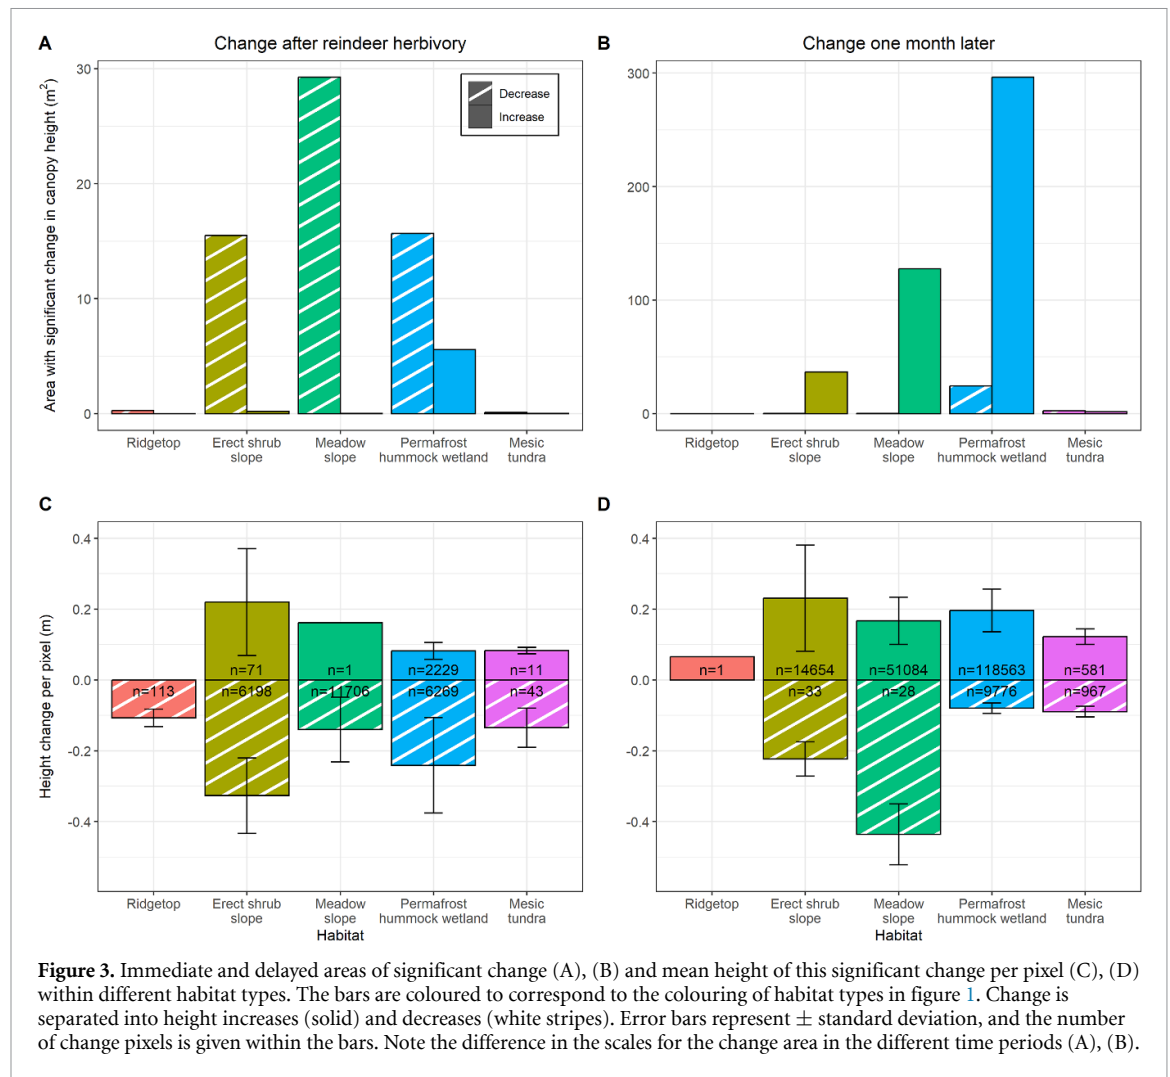 A
Change after reindeer herbivory
Area with significant change in canopy height (m²)
30
20
10
0
Decrease
Increase
Ridgetop
Erect shrub
slope
Meadow
slope
Permafrost
hummock wetland
Mesic
tundra
B
Change one month later
300
200
100
0
Ridgetop
Erect shrub
slope
Meadow
slope
Permafrost
hummock wetland
Mesic
tundra
C
Height change per pixel (m)
0.4
0.2
0.0
-0.2
-0.4
n=71
n=1
n=2229
n=11
n=113
n=6198
n=11706
n=6269
n=43
Ridgetop
Erect shrub
slope
Meadow
slope
Permafrost
hummock wetland
Mesic
tundra
Habitat
D
0.4
0.2
0.0
-0.2
-0.4
n=1
n=14654
n=51084
n=118563
n=581
n=33
n=28
n=9776
n=967
Ridgetop
Erect shrub
slope
Meadow
slope
Permafrost
hummock wetland
Mesic
tundra
Habitat
Figure 3. Immediate and delayed areas of significant change (A), (B) and mean height of this significant change per pixel (C), (D)
within different habitat types. The bars are coloured to correspond to the colouring of habitat types in figure 1. Change is
separated into height increases (solid) and decreases (white stripes). Error bars represent ± standard deviation, and the number
of change pixels is given within the bars. Note the difference in the scales for the change area in the different time periods (A), (B).